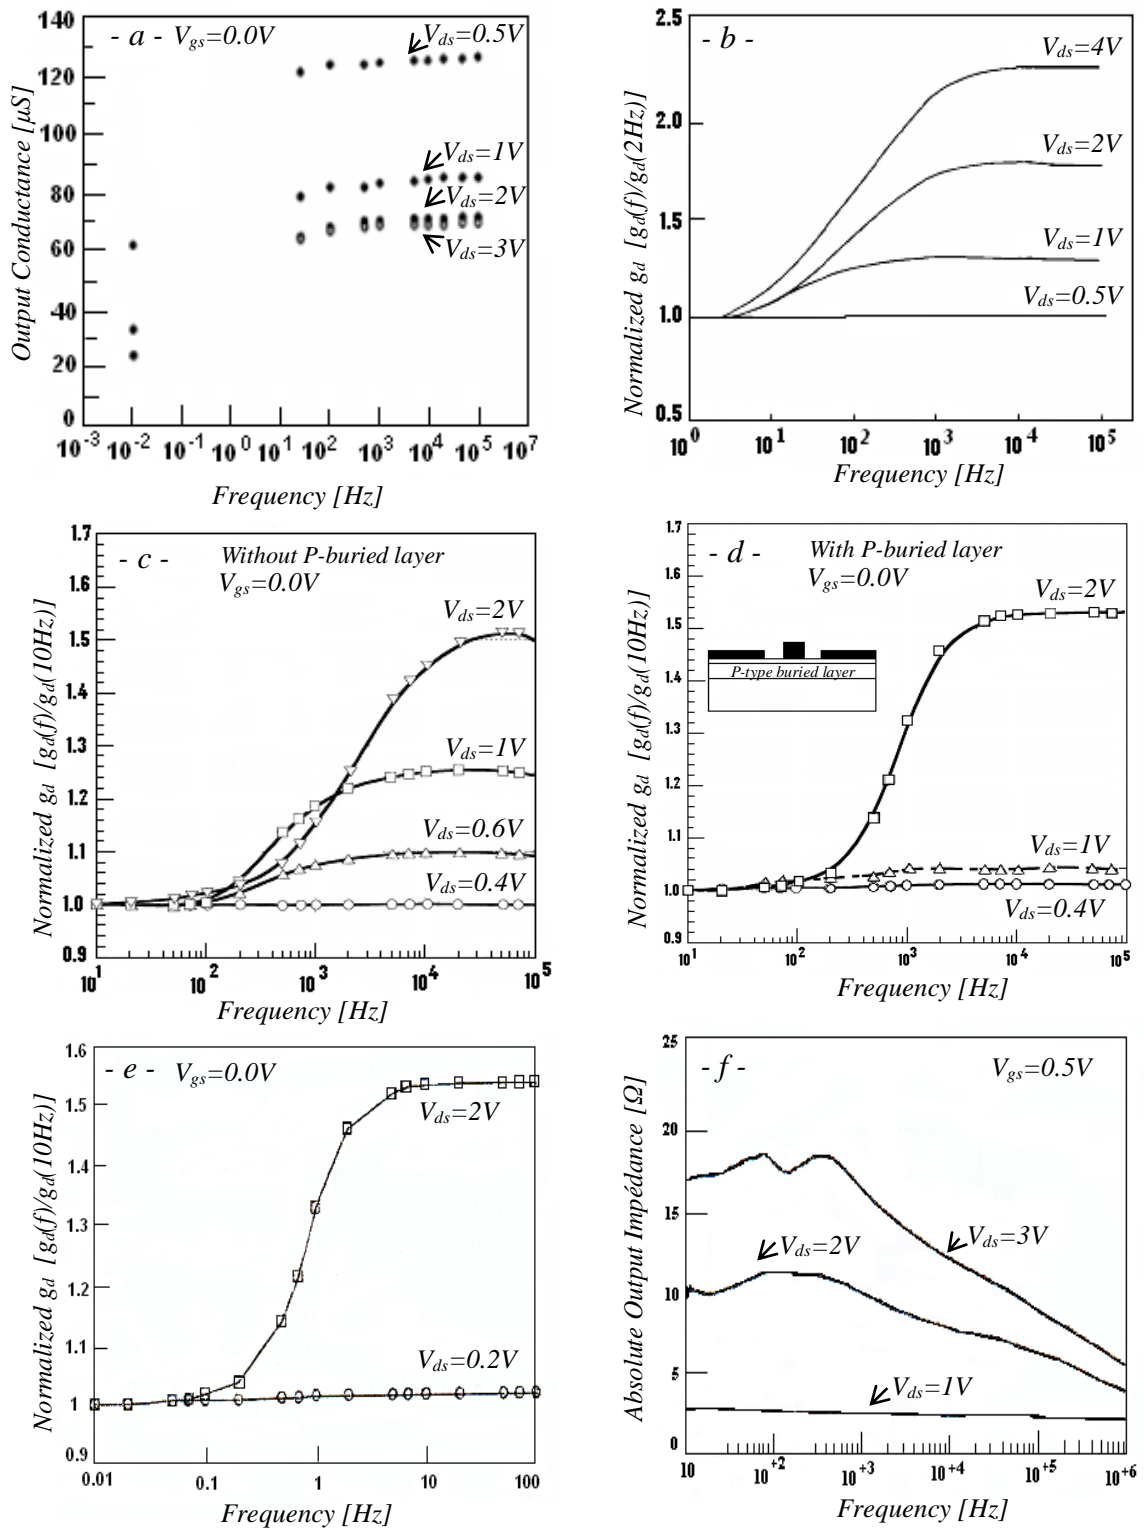 - a - Vgs=0.0V
Vds=0.5V
Vds=1V
Vds=2V
Vds=3V
Output Conductance [µS]
140
120
100
80
60
40
20
0
10-3 10-2 10-1 100 101 102 103 104 105 107
Frequency [Hz]
- b -
Vds=4V
Vds=2V
Vds=1V
Vds=0.5V
Normalized gd [gd(f)/gd(2Hz)]
2.5
2.0
1.5
1.0
0.5
100 101 102 103 104 105
Frequency [Hz]
- c - Without P-buried layer
Vgs=0.0V
Vds=2V
Vds=1V
Vds=0.6V
Vds=0.4V
Normalized gd [gd(f)/gd(10Hz)]
1.7
1.6
1.5
1.4
1.3
1.2
1.1
1.0
0.9
101 102 103 104 105
Frequency [Hz]
- d - With P-buried layer
Vgs=0.0V
Vds=2V
P-type buried layer
Vds=1V
Vds=0.4V
Normalized gd [gd(f)/gd(10Hz)]
1.7
1.6
1.5
1.4
1.3
1.2
1.1
1.0
0.9
101 102 103 104 105
Frequency [Hz]
- e - Vgs=0.0V
Vds=2V
Vds=0.2V
Normalized gd [gd(f)/gd(10Hz)]
1.6
1.5
1.4
1.3
1.2
1.1
1
0.9
0.01 0.1 1 10 100
Frequency [Hz]
- f - Vgs=0.5V
Vds=3V
Vds=2V
Vds=1V
Absolute Output Impédance [Ω]
25
20
15
10
5
0
10 10+2 10+3 10+4 10+5 10+6
Frequency [Hz]